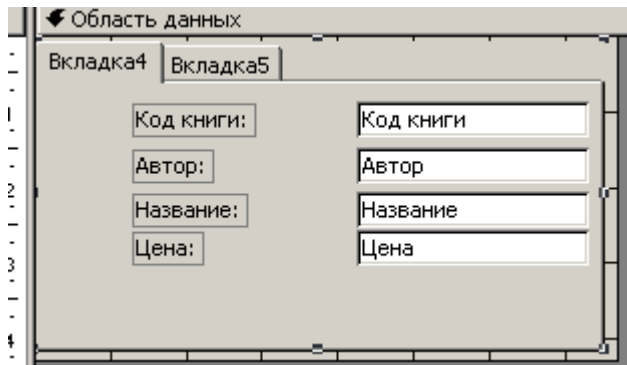 Область данных
Вкладка4 Вкладка5
Код книги: Код книги
Автор: Автор
Название: Название
Цена: Цена